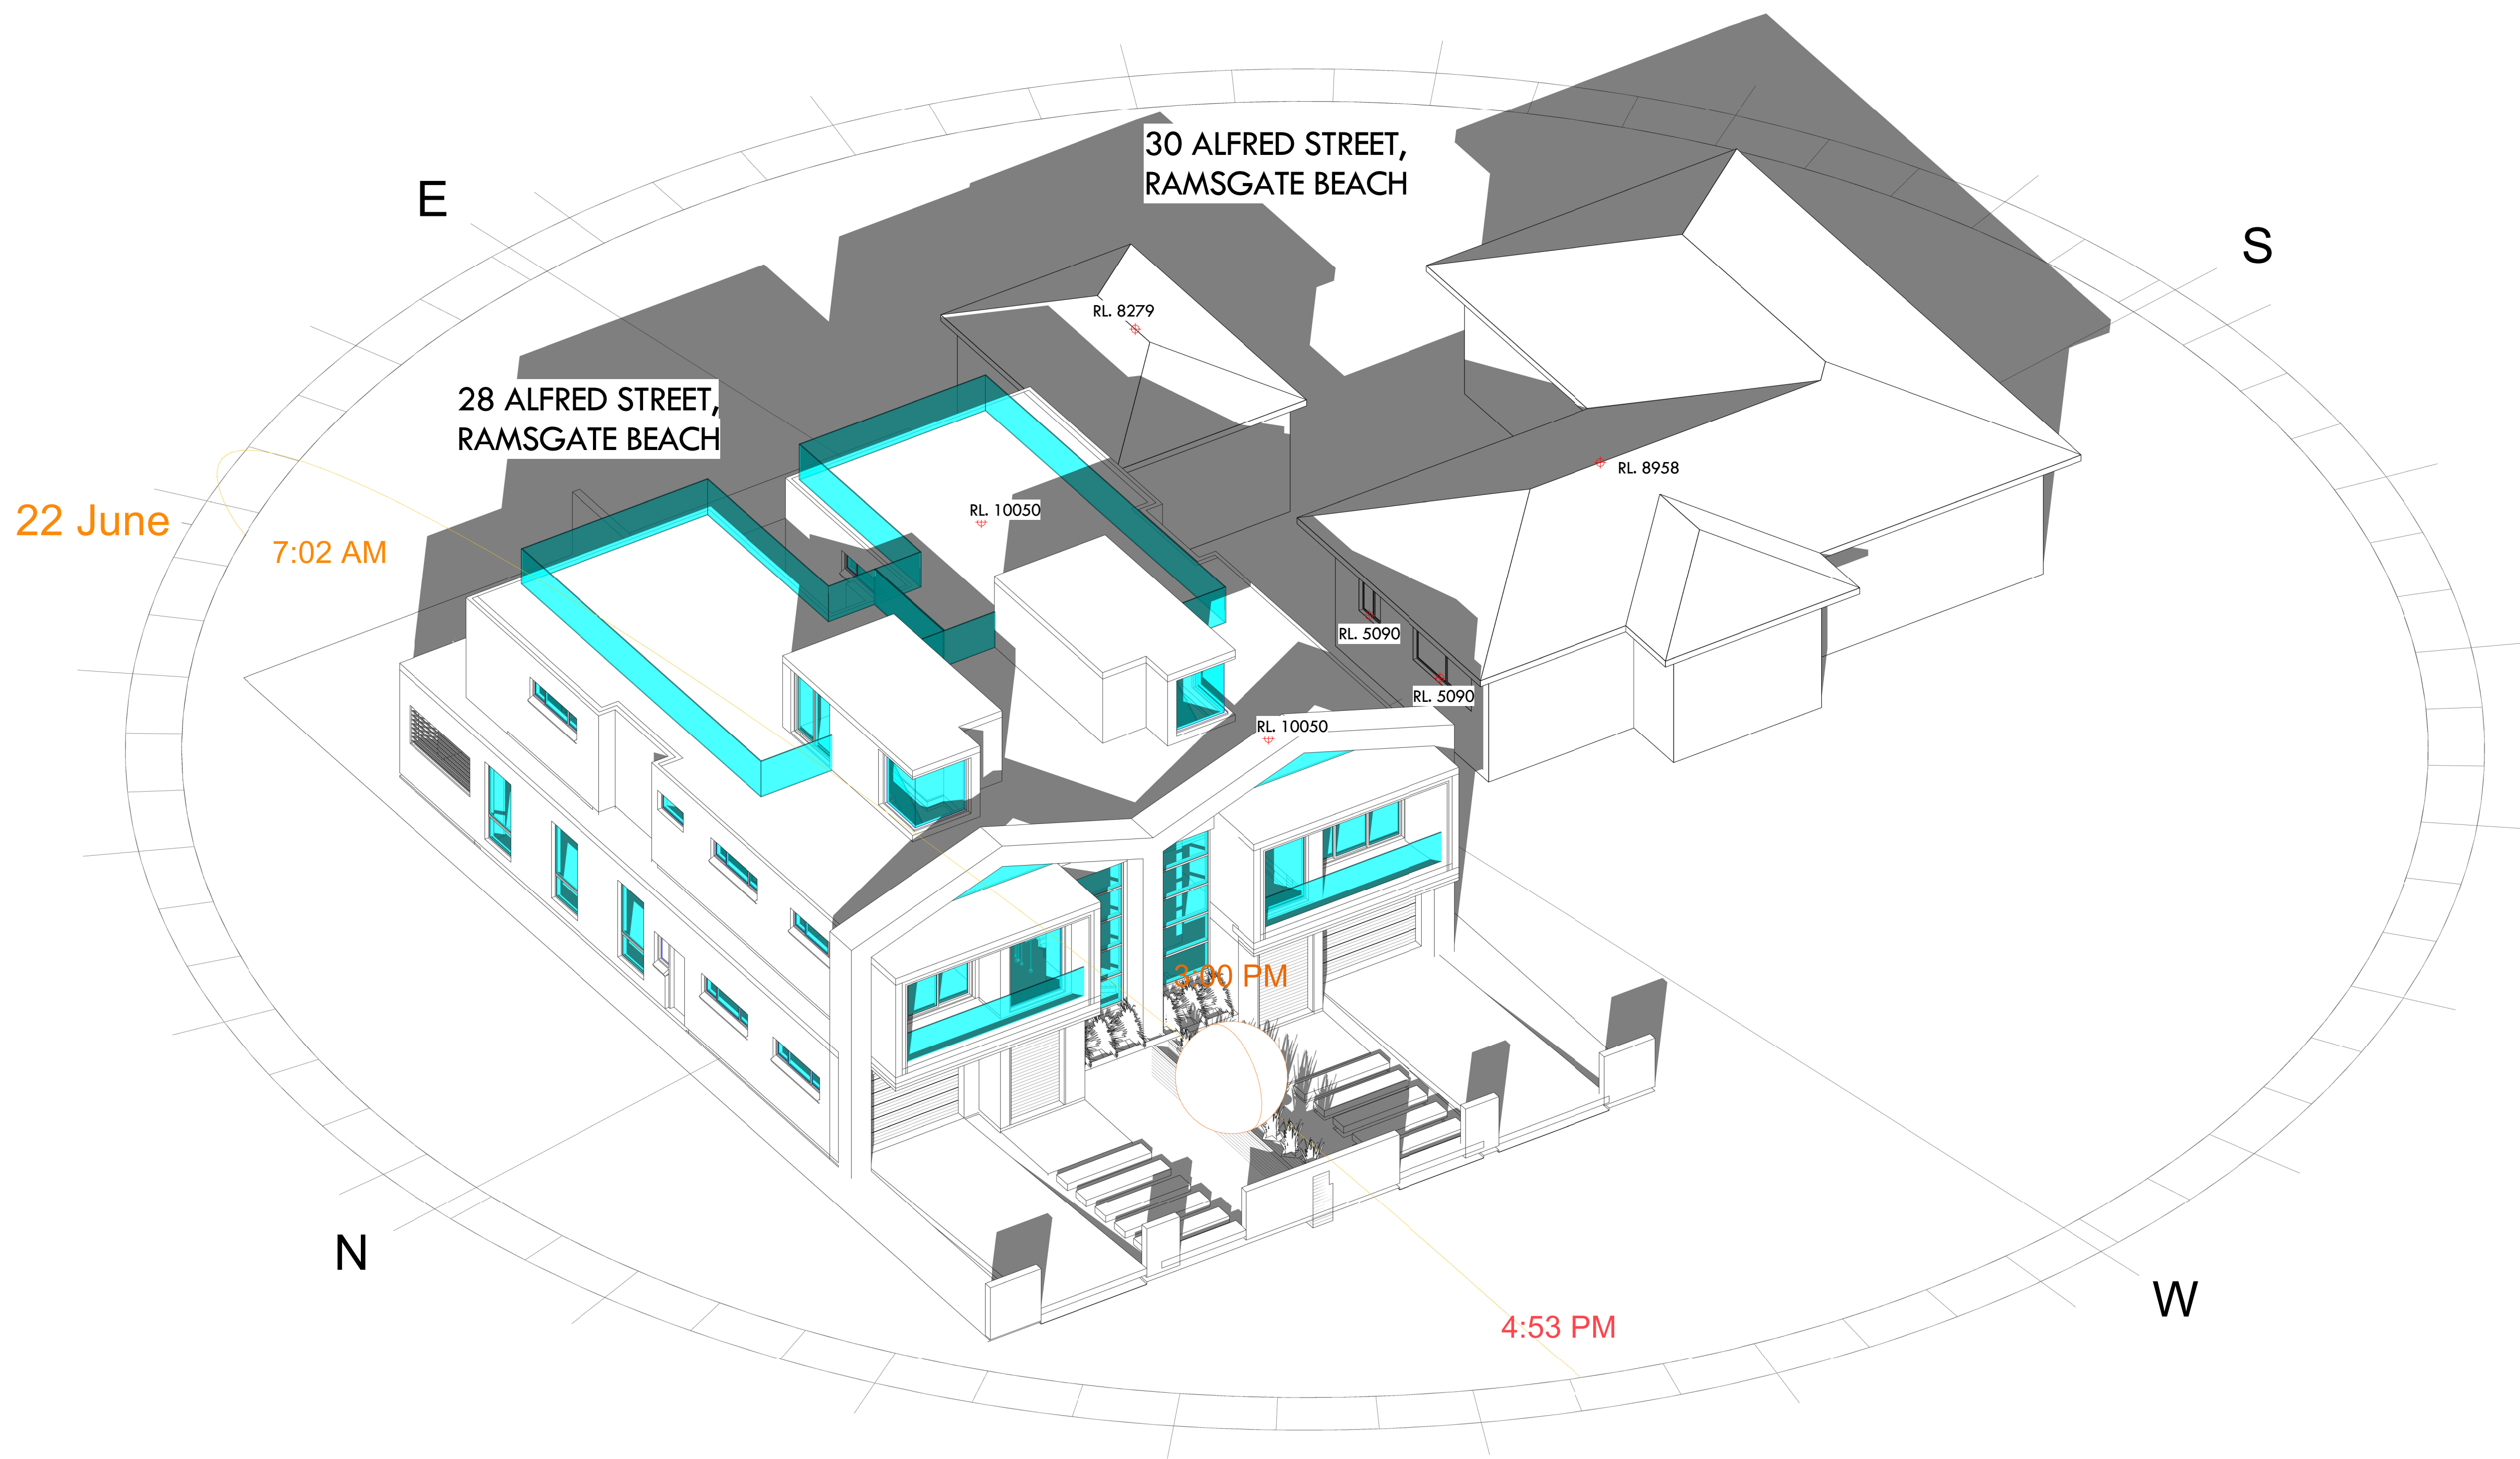 30 ALFRED STREET,
RAMSGATE BEACH
E
S
RL. 8279
28 ALFRED STREET,
RAMSGATE BEACH
RL. 8958
RL. 10050
22 June
7:02 AM
RL. 5090
RL. 5090
RL. 10050
3:00 PM
N
W
4:53 PM